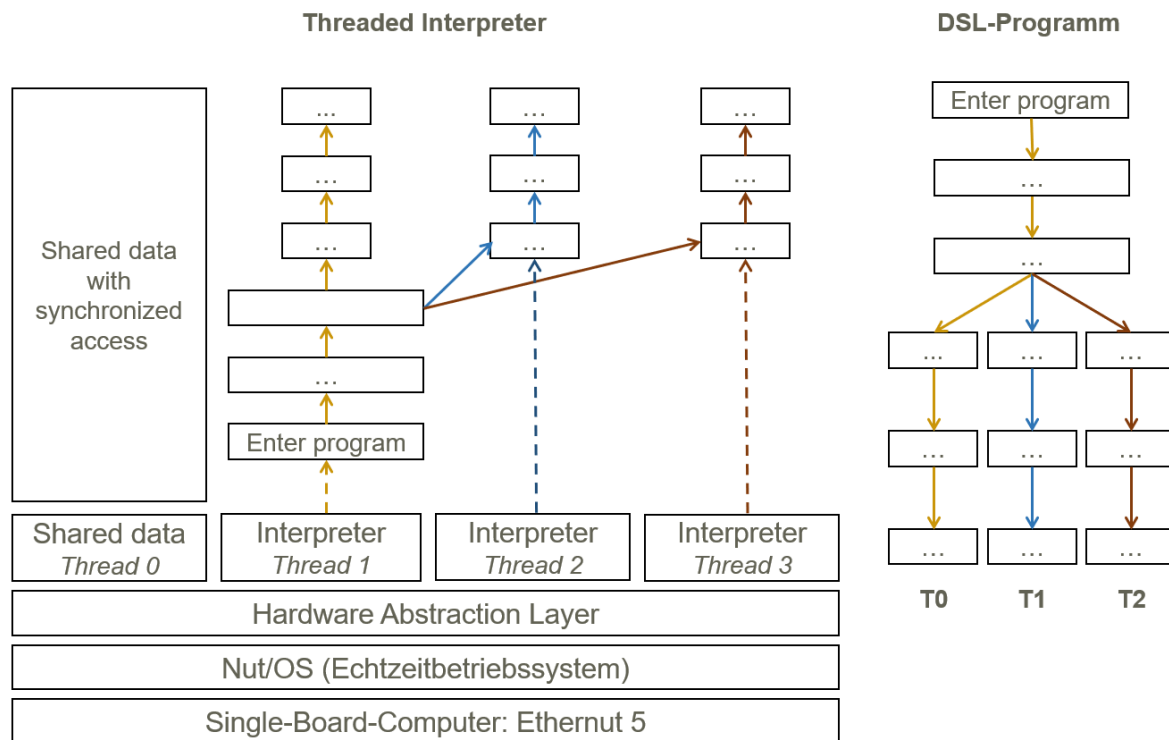 Threaded Interpreter
DSL-Programm
Shared data
with
synchronized
access
...
...
...
...
...
...
...
...
...
...
Enter program
Shared data
Thread 0
Interpreter
Thread 1
Interpreter
Thread 2
Interpreter
Thread 3
Hardware Abstraction Layer
Nut/OS (Echtzeitbetriebssystem)
Single-Board-Computer: Ethernut 5
Enter program
...
...
...
...
...
...
...
...
...
...
...
T0
T1
T2